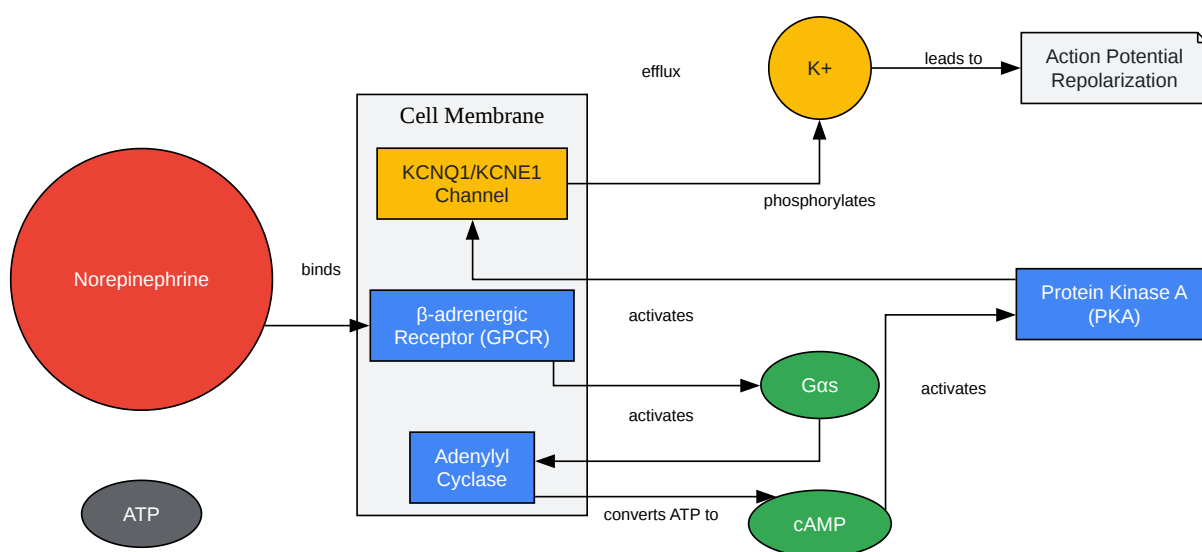 K+
leads to
Action Potential
Repolarization
efflux
Cell Membrane
KCNQ1/KCNE1
Channel
phosphorylates
Norepinephrine
binds
β-adrenergic
Receptor (GPCR)
activates
Protein Kinase A
(PKA)
Gαs
activates
activates
Adenylyl
Cyclase
converts ATP to
cAMP
ATP